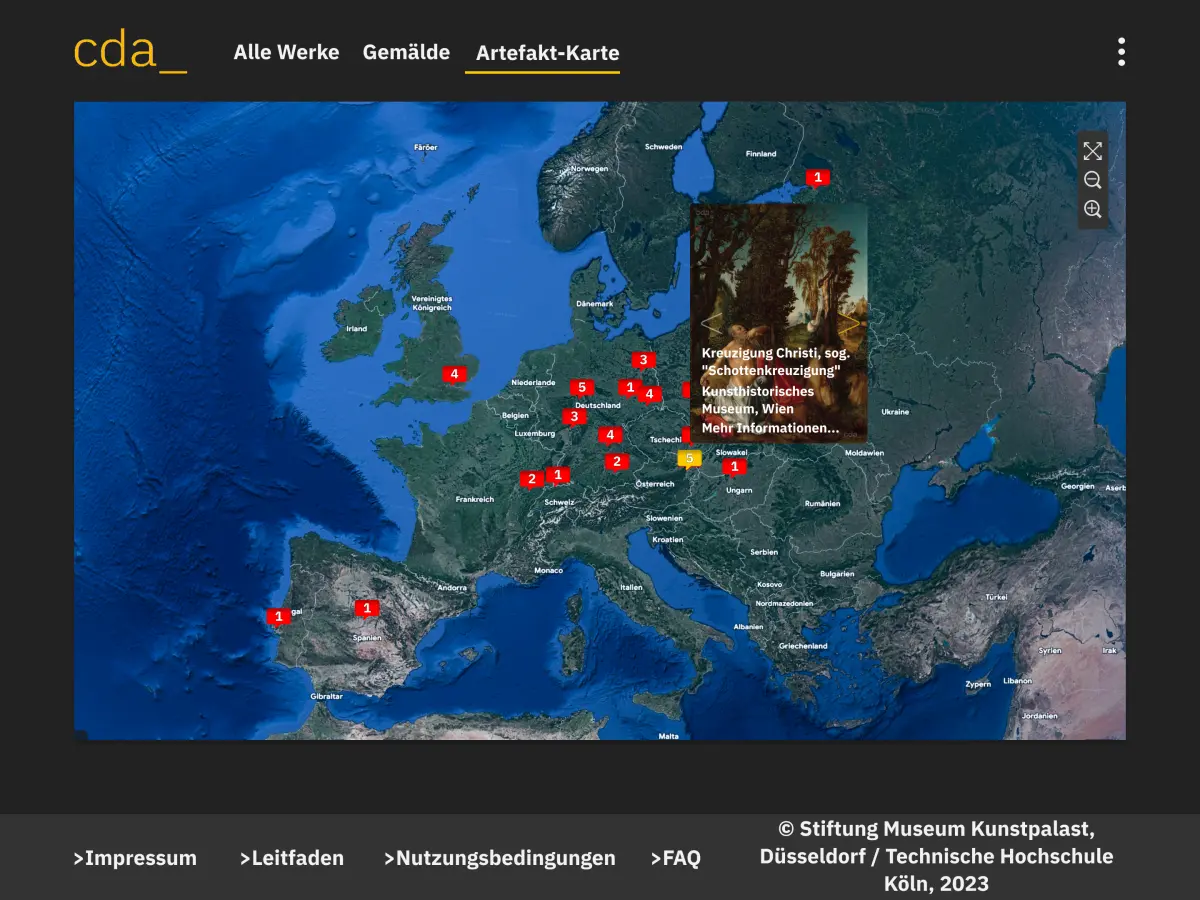 cda_
Alle Werke
Gemälde
Artefakt-Karte
Färöer
Schweden
Finnland
Norwegen
1
cda_
Vereinigtes
Königreich
Dänemark
Irland
Kreuzigung Christi, sog.
"Schottenkreuzigung"
3
4
Niederlande
5
1
4
Kunsthistorisches
Museum, Wien
Deutschland
Belgien
3
Ukraine
Mehr Informationen...
Luxemburg
4
Tschechi
Slowakei
Moldawien
5
2
1
2
1
Österreich
Ungarn
Georgien
Aserb
Frankreich
Schweiz
Rumänien
Slowenien
Kroatien
Serbien
Monaco
Bulgarien
Andorra
Italien
Kosovo
Türkei
Nordmazedonien
1
1
gal
Albanien
Spanien
Griechenland
Syrien
Irak
Zypern
Libanon
Gibraltar
Jordanien
Malta
>Impressum
>Leitfaden
>Nutzungsbedingungen
>FAQ
© Stiftung Museum Kunstpalast,
Düsseldorf / Technische Hochschule
Köln, 2023